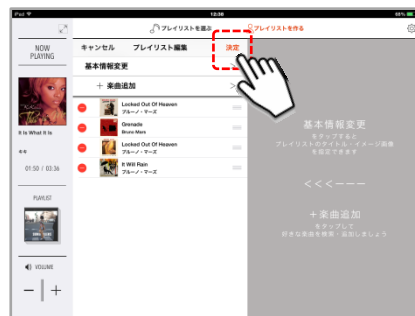 iPad
12:36
98%
プレイリストを選ぶ
プレイリストを作る
NOW
PLAYING
It Is What It Is
01:50 / 03:36
PLAYLIST
VOLUME
キャンセル プレイリスト編集 決定
基本情報変更 >
+ 楽曲追加 >
Locked Out Of Heaven
ブルーノ・マーズ
Grenade
Bruno Mars
Locked Out Of Heaven
ブルーノ・マーズ
It Will Rain
ブルーノ・マーズ
基本情報変更
をタップすると
プレイリストのタイトル・イメージ画像
を設定できます
<<<ーーー
+楽曲追加
をタップして
好きな楽曲を検索・追加しましょう